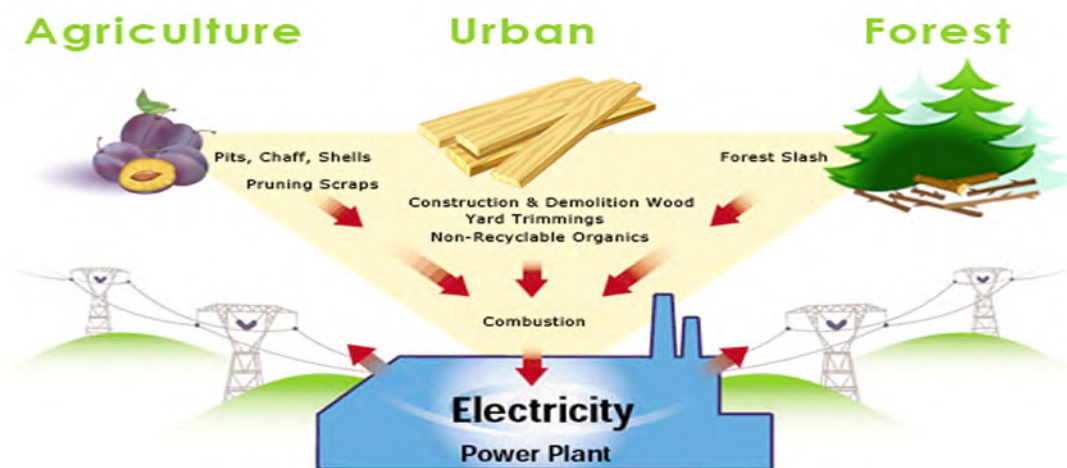 Agriculture
Urban
Forest
Pits, Chaff, Shells
Pruning Scraps
Construction & Demolition Wood
Yard Trimmings
Non-Recyclable Organics
Forest Slash
Combustion
Electricity
Power Plant